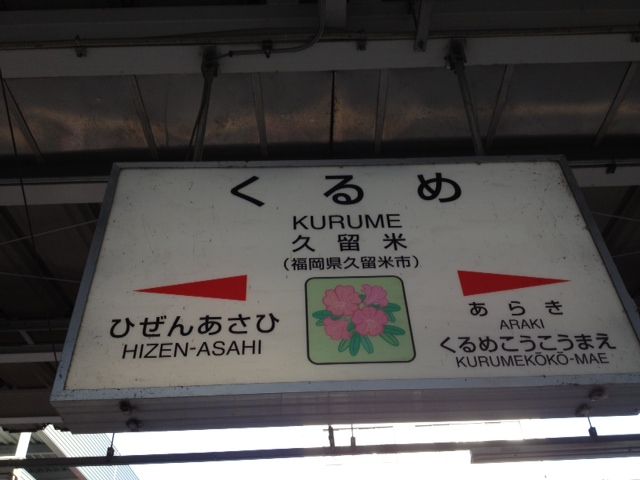 くるめ
KURUME
久留米
(福岡県久留米市)
ひぜんあさひ
HIZEN-ASAHI
あらき
ARAKI
くるめこうこうまえ
KURUMEKŌKŌ-MAE